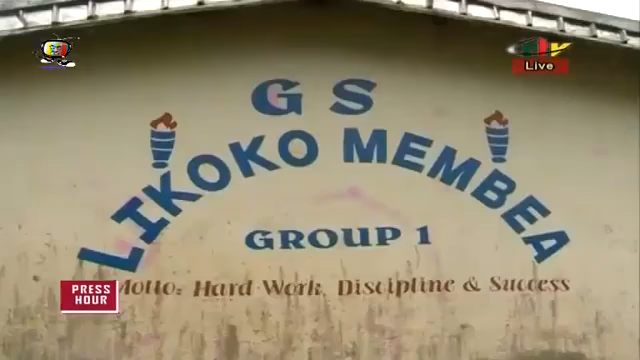 Live
G S
LIKOKO MEMBEA
GROUP 1
Motto: Hard Work, Discipline & Success
PRESS
HOUR